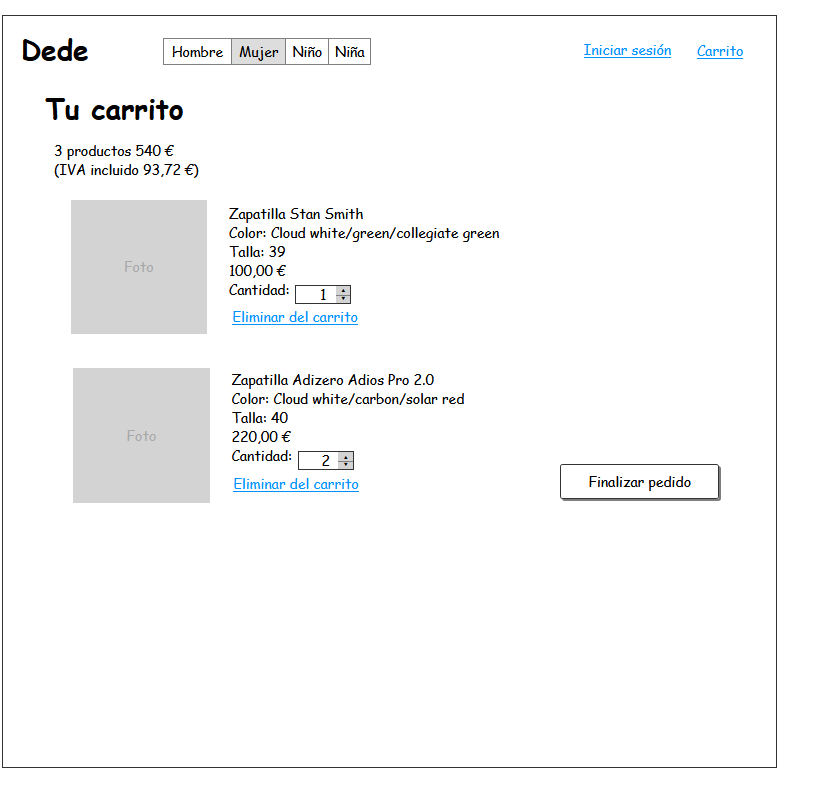 Dede
Hombre Mujer Niño Niña
Iniciar sesión Carrito
Tu carrito
3 productos 540 €
(IVA incluido 93,72 €)
Foto
Zapatilla Stan Smith
Color: Cloud white/green/collegiate green
Talla: 39
100,00 €
Cantidad: 1
Eliminar del carrito
Foto
Zapatilla Adizero Adios Pro 2.0
Color: Cloud white/carbon/solar red
Talla: 40
220,00 €
Cantidad: 2
Eliminar del carrito
Finalizar pedido